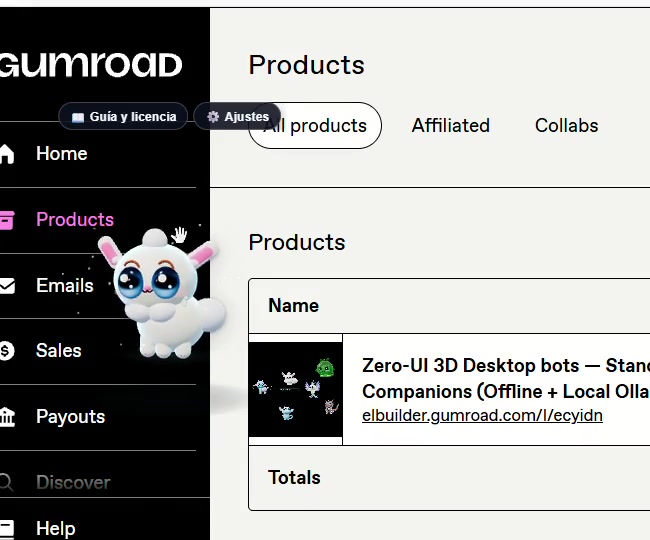 Gumroad
Products
Guía y licencia
Ajustes
All products
Affiliated
Collabs
Home
Products
Emails
Sales
Payouts
Discover
Help
Products
Name
Zero-UI 3D Desktop bots — Stand
Companions (Offline + Local Olla
elbuilder.gumroad.com/l/ecyidn
Totals